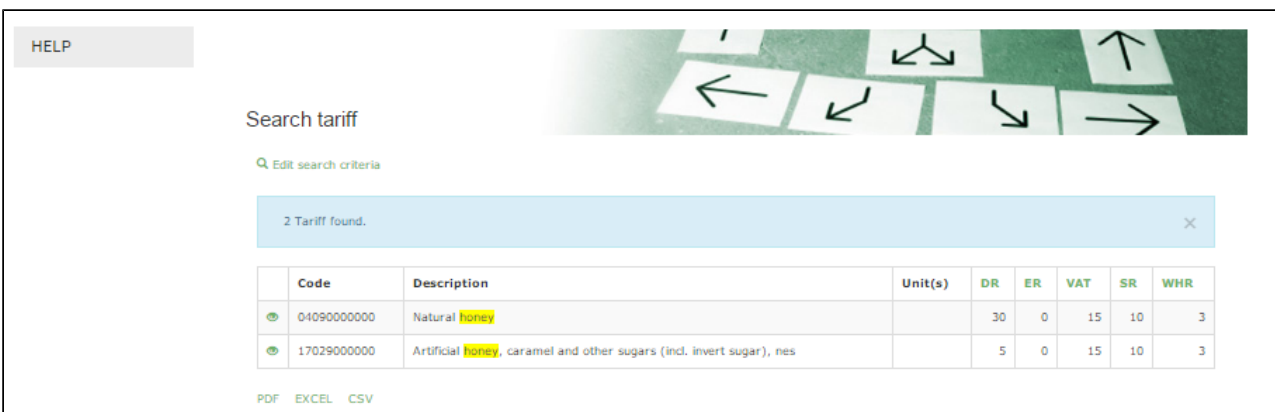 HELP
Search tariff
Edit search criteria
2 Tariff found. ×
Code Description Unit(s) DR ER VAT SR WHR
04090000000 Natural honey 30 0 15 10 3
17029000000 Artificial honey, caramel and other sugars (incl. invert sugar), nes 5 0 15 10 3
PDF EXCEL CSV